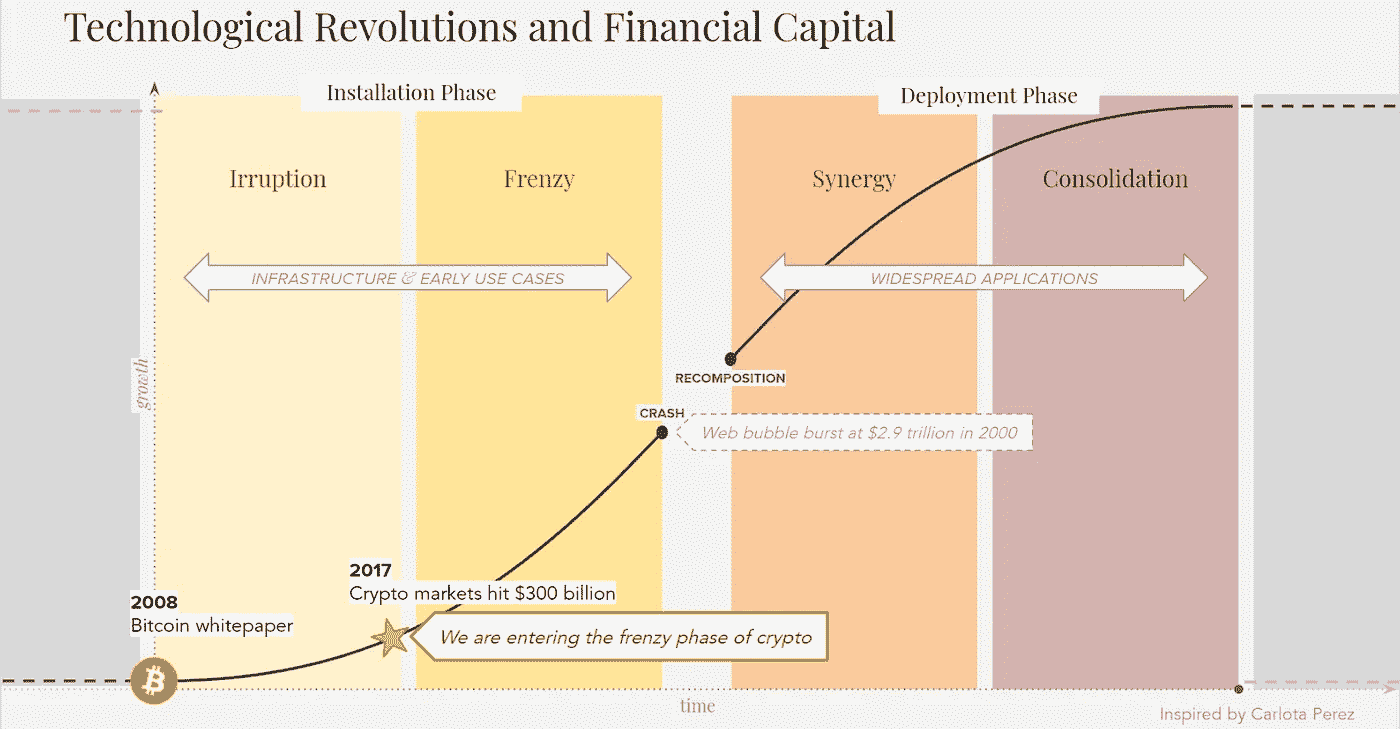 Technological Revolutions and Financial Capital
Installation Phase
Deployment Phase
Irruption
Frenzy
Synergy
Consolidation
INFRASTRUCTURE & EARLY USE CASES
WIDESPREAD APPLICATIONS
growth
RECOMPOSITION
CRASH
Web bubble burst at $2.9 trillion in 2000
2017
Crypto markets hit $300 billion
2008
Bitcoin whitepaper
We are entering the frenzy phase of crypto
time
Inspired by Carlota Perez